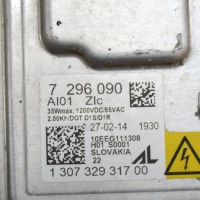 7 296 090
AI01 ZIc
35Wmax. 1200VDC/85VAC
2.00Kh/DOT D1S/D1R
27-02-14 1930
10EEG111308
H01 S0001
SLOVAKIA
22
AL
1 307 329 317 00